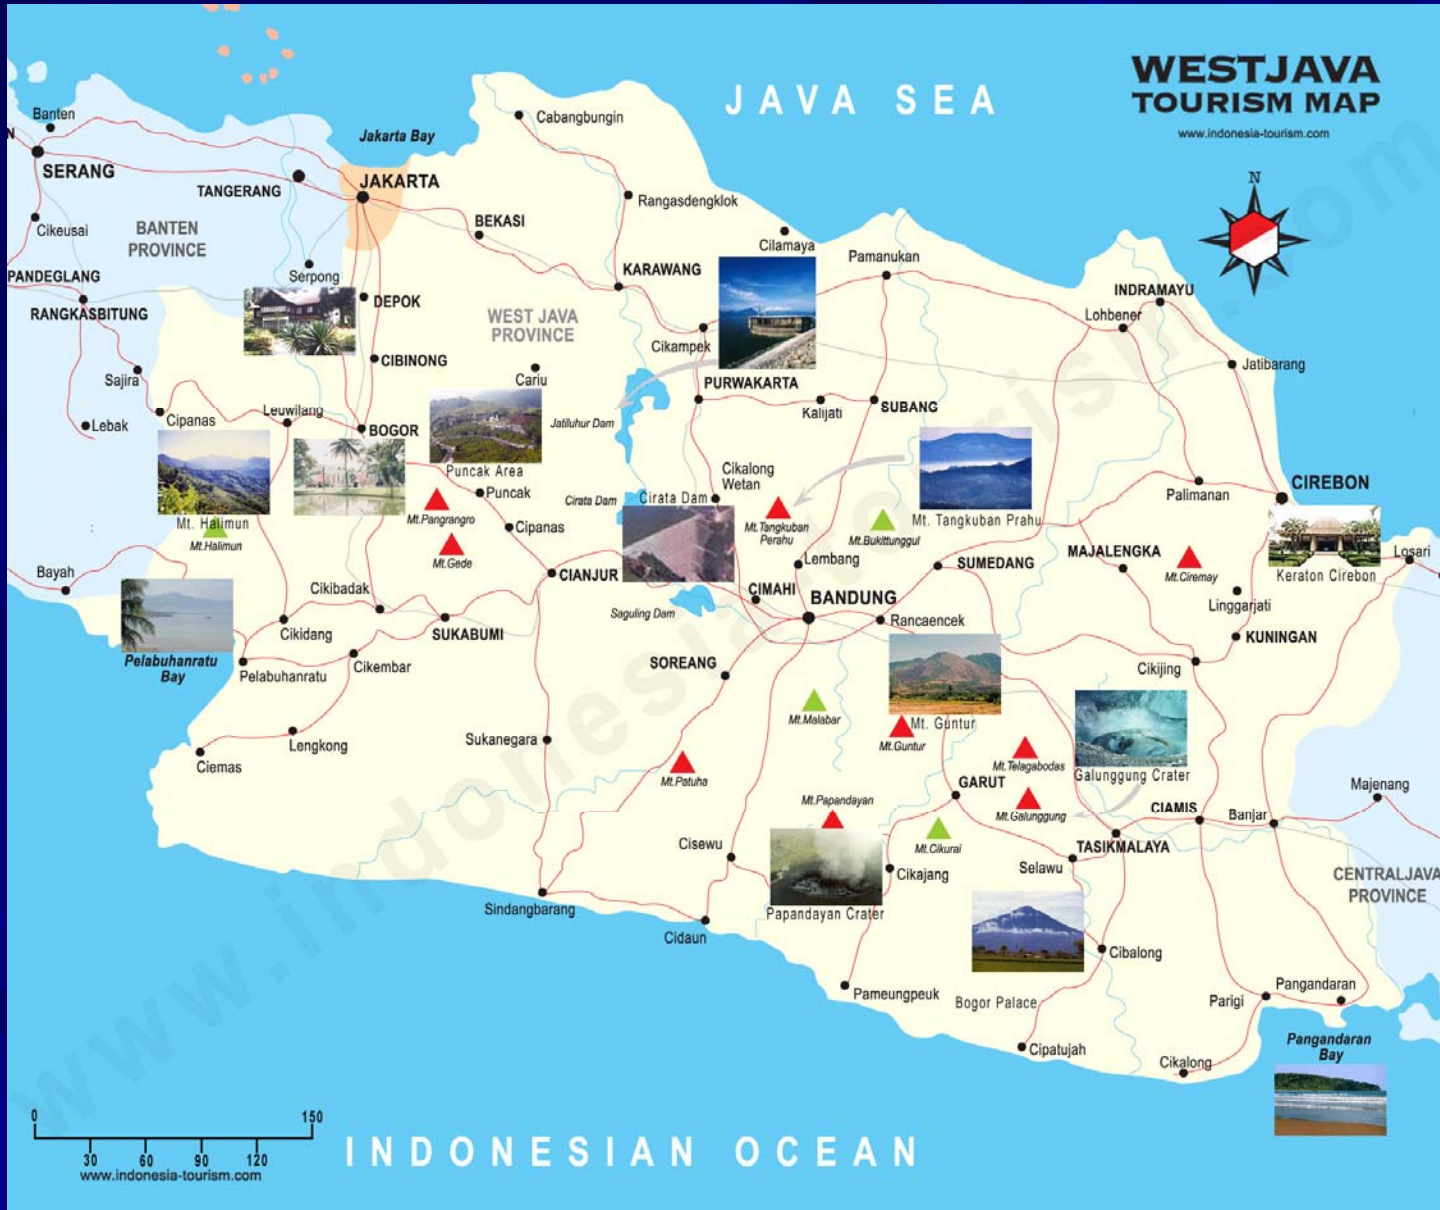 WESTJAVA
TOURISM MAP
www.indonesia-tourism.com
N
JAVA SEA
Jakarta Bay
Banten
N
SERANG
TANGERANG
JAKARTA
Cabangbungin
Rangasdengklok
BEKASI
Cikeusai
BANTEN
PROVINCE
Serpong
Cilamaya
Pamanukan
KARAWANG
PANDEGLANG
RANGKASBITUNG
DEPOK
WEST JAVA
PROVINCE
INDRAMAYU
Lohbener
Cikampek
CIBINONG
Cariu
Jatibarang
Sajira
PURWAKARTA
Kalijati
SUBANG
Cipanas
Leuwilang
Lebak
BOGOR
Jatiluhur Dam
Puncak Area
Cikalong
Wetan
CIREBON
Palimanan
Puncak
Cirata Dam
Cirata Dam
Mt. Halimun
Mt.Halimun
Mt.Pangrangro
Cipanas
Mt.Tangkuban
Perahu
Mt. Tangkuban Prahu
Mt.Bukittunggul
Mt.Gede
Lembang
MAJALENGKA
Mt.Ciremay
Keraton Cirebon
Losari
Bayah
CIANJUR
SUMEDANG
CIMAHI
BANDUNG
Cikibadak
Saguling Dam
Linggarjati
Rancaencek
Cikidang
SUKABUMI
KUNINGAN
Pelabuhanratu
Bay
Pelabuhanratu
Cikembar
SOREANG
Cikijing
Mt.Malabar
Mt. Guntur
Mt.Guntur
Lengkong
Sukanegara
Ciemas
Mt.Patuha
Mt.Telagabodas
Galunggung Crater
GARUT
Majenang
Mt.Papandayan
Mt.Galunggung
CIAMIS
Banjar
Cisewu
Mt.Cikurai
TASIKMALAYA
Selawu
Cikajang
CENTRALJAVA
PROVINCE
Sindangbarang
Papandayan Crater
Cidaun
Cibalong
Pameungpeuk
Bogor Palace
Parigi
Pangandaran
Cipatujah
Cikalong
Pangandaran
Bay
0
150
30
60
90
120
www.indonesia-tourism.com
INDONESIAN OCEAN
www.indonesia-tourism.com